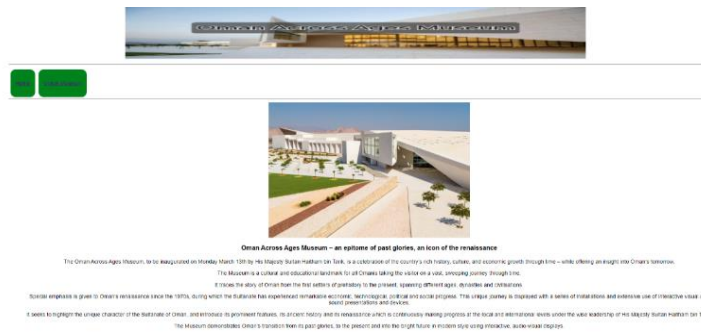 Oman Across Ages Museum
Oman Across Ages Museum – an epitome of past glories, an icon of the renaissance
The Oman Across Ages Museum, to be inaugurated on Monday March 13th by His Majesty Sultan Haitham bin Tarik, is a celebration of the country's rich history, culture, and economic growth through time – while offering an insight into Oman's tomorrow.
The Museum is a cultural and educational landmark for all Omanis taking the visitor on a vast, sweeping journey through time.
It traces the story of Oman from the first settlers of prehistory to the present, spanning different ages, dynasties and civilisations
Special emphasis is given to Oman's renaissance since the 1970s, during which the Sultanate has experienced remarkable economic, technological, political and social progress. This unique journey is displayed with a series of installations and extensive use of interactive visual
sound presentations and devices.
It seeks to highlight the unique character of the Sultanate of Oman, and introduces its prominent features, its ancient history and its renaissance which is continuously making progress at the local and international levels under the wise leadership of His Majesty Sultan Haitham bin
The Museum demonstrates Oman's transition from its past glories, to the present and into the bright future in modern style using interactive, audio-visual displays.